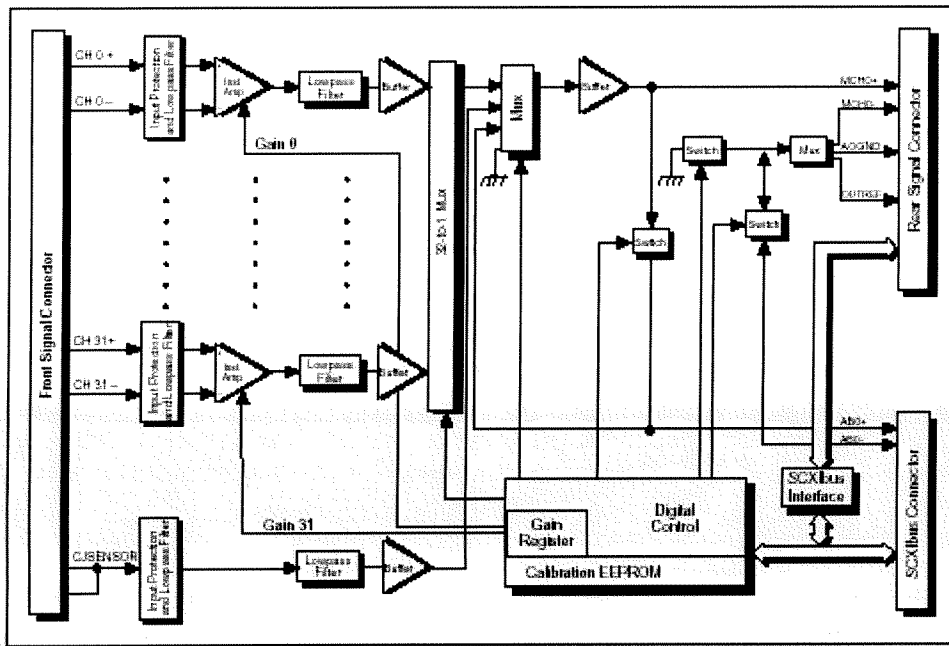 Front Signal Connector
CH 0 +
CH 0 –
Input Protection
and Lowpass Filter
Inst
Amp
Lowpass
Filter
Buffer
Gain 0
32-to-1 Mux
Mux
Buffer
MCH0+
MCH0-
AOGND
OUTREF
Switch
Mux
Switch
Switch
Rear Signal Connector
CH 31+
CH 31 –
Input Protection
and Lowpass Filter
Inst
Amp
Lowpass
Filter
Buffer
Gain 31
CJSENSOR
Input Protection
and Lowpass Filter
Lowpass
Filter
Buffer
Digital
Control
Gain
Register
Calibration EEPROM
SCXIbus
Interface
AB0+
AB0-
SCXIbus Connector